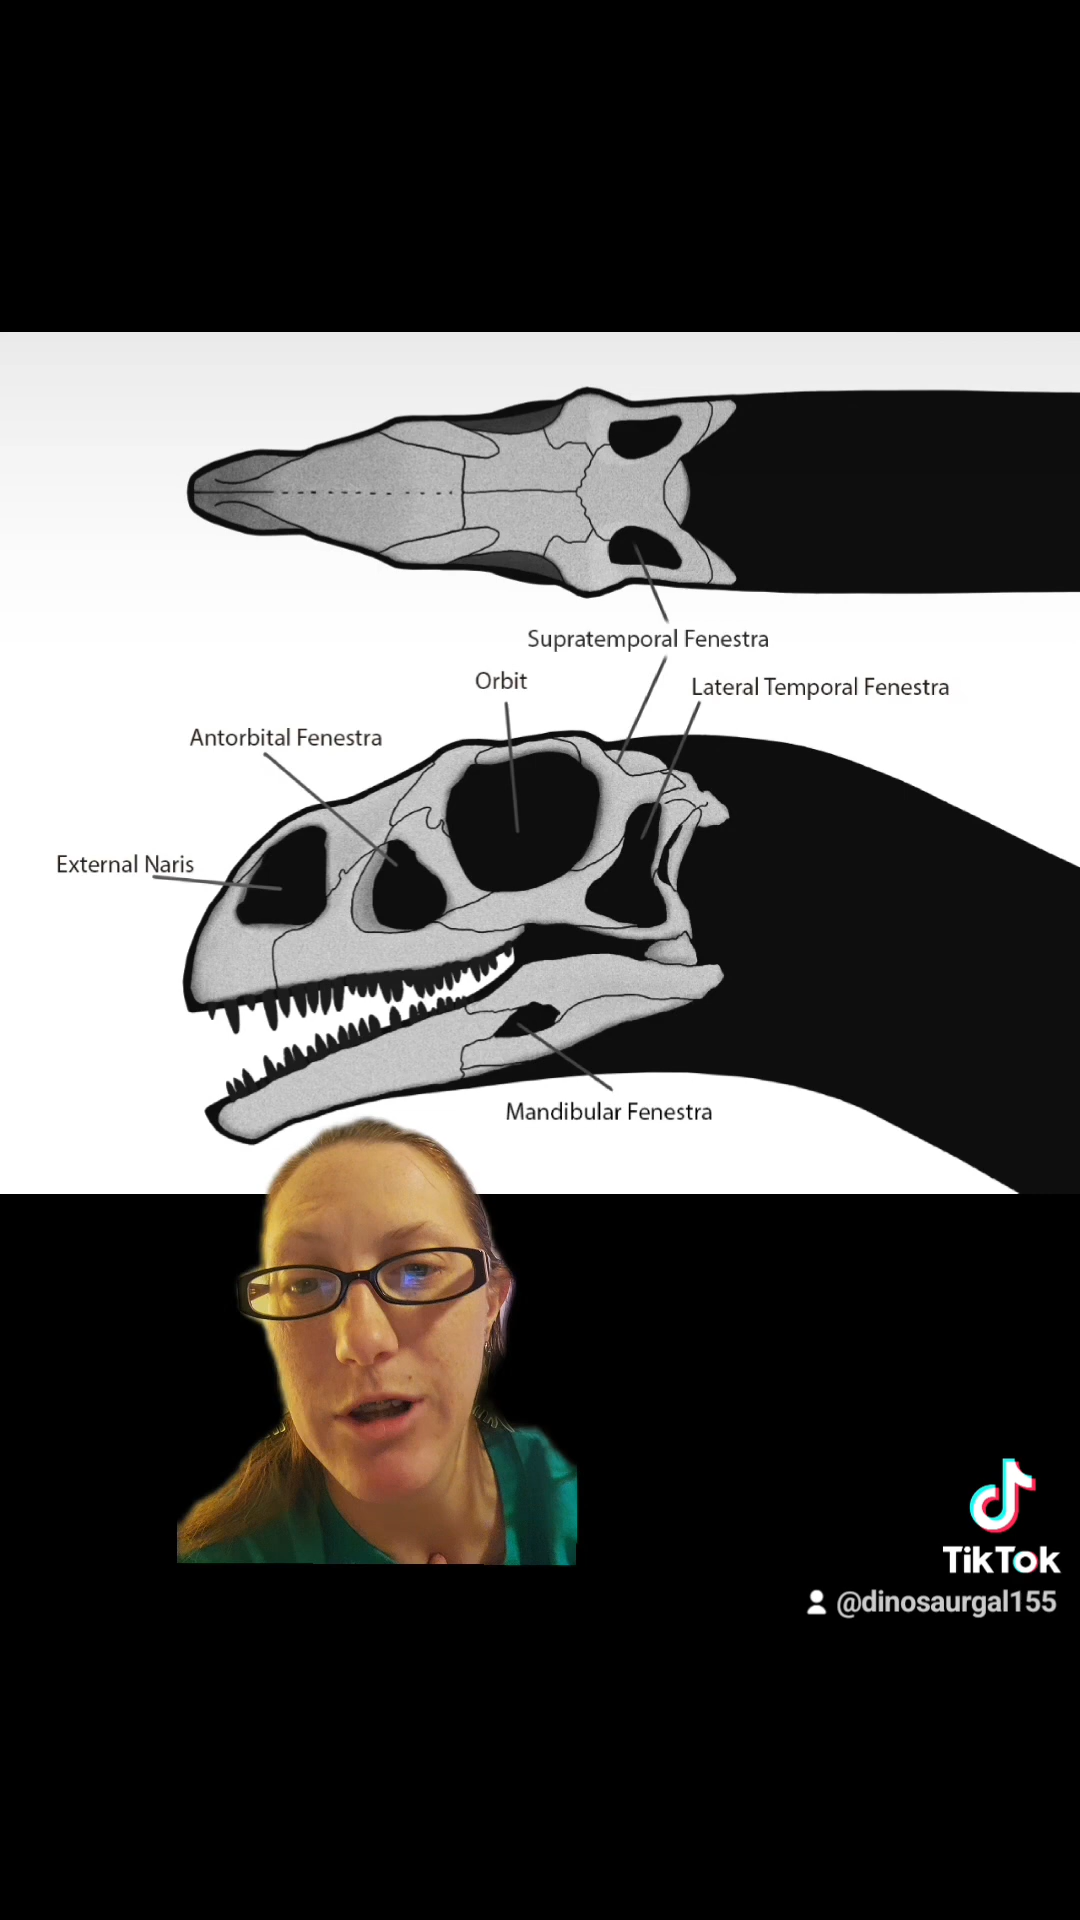 Supratemporal Fenestra
Orbit
Lateral Temporal Fenestra
Antorbital Fenestra
External Naris
Mandibular Fenestra
TikTok
@dinosaurgal155